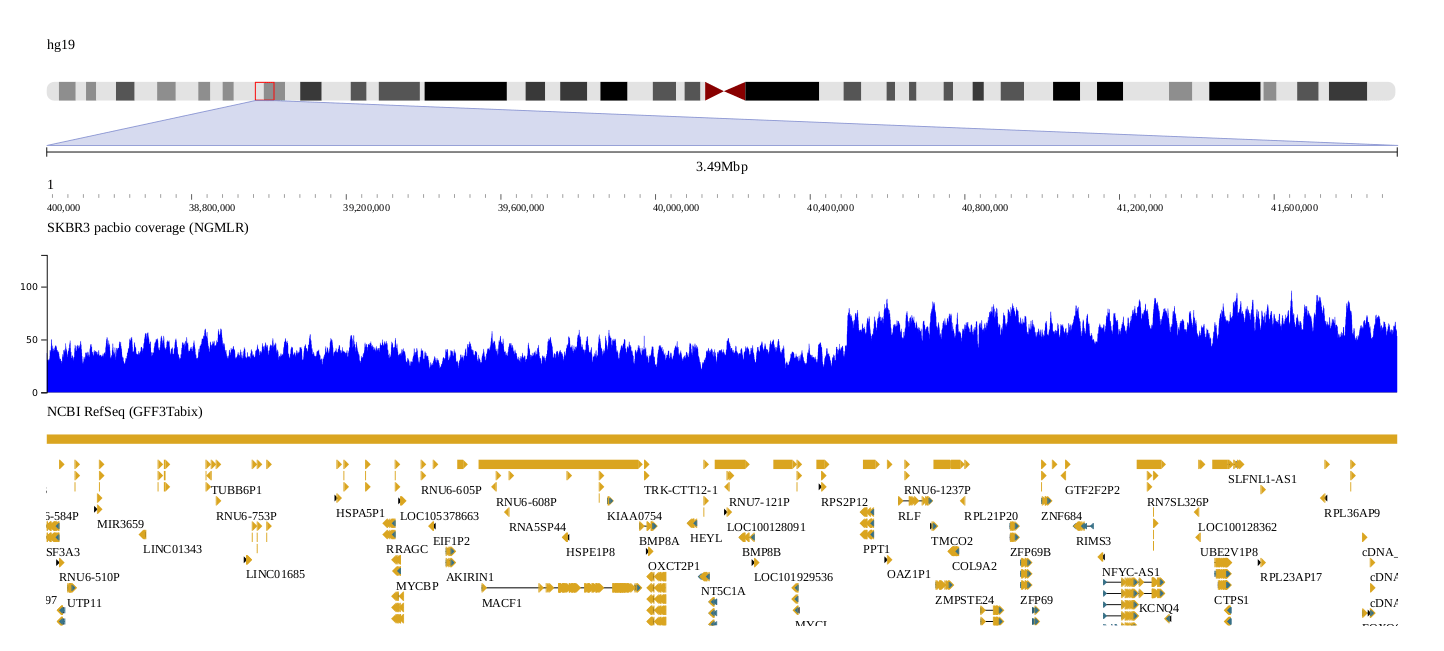 hg19
3.49Mbp
1
400,000 38,800,000 39,200,000 39,600,000 40,000,000 40,400,000 40,800,000 41,200,000 41,600,000
SKBR3 pacbio coverage (NGMLR)
100
50
0
NCBI RefSeq (GFF3Tabix)
SLFNL1-AS1
TUBB6P1 RNU6-605P TRK-CTT12-1 RNU6-1237P GTF2F2P2
RNU6-608P RNU7-121P RPS2P12 RN7SL326P
HSPA5P1 RPL36AP9
6-584P RNU6-753P LOC105378663 KIAA0754 RLF RPL21P20 ZNF684
MIR3659 RNA5SP44 LOC100128091 LOC100128362
HEYL
EIF1P2 BMP8A TMCO2 RIMS3
LINC01343 RRAGC PPT1
SF3A3 HSPE1P8 BMP8B ZFP69B UBE2V1P8 cDNA_
OXCT2P1 COL9A2
LINC01685 OAZ1P1 NFYC-AS1
RNU6-510P AKIRIN1 LOC101929536 RPL23AP17 cDNA
MYCBP
NT5C1A
97 UTP11 MACF1 ZMPSTE24 ZFP69 CTPS1 cDNA
KCNQ4
MYCL